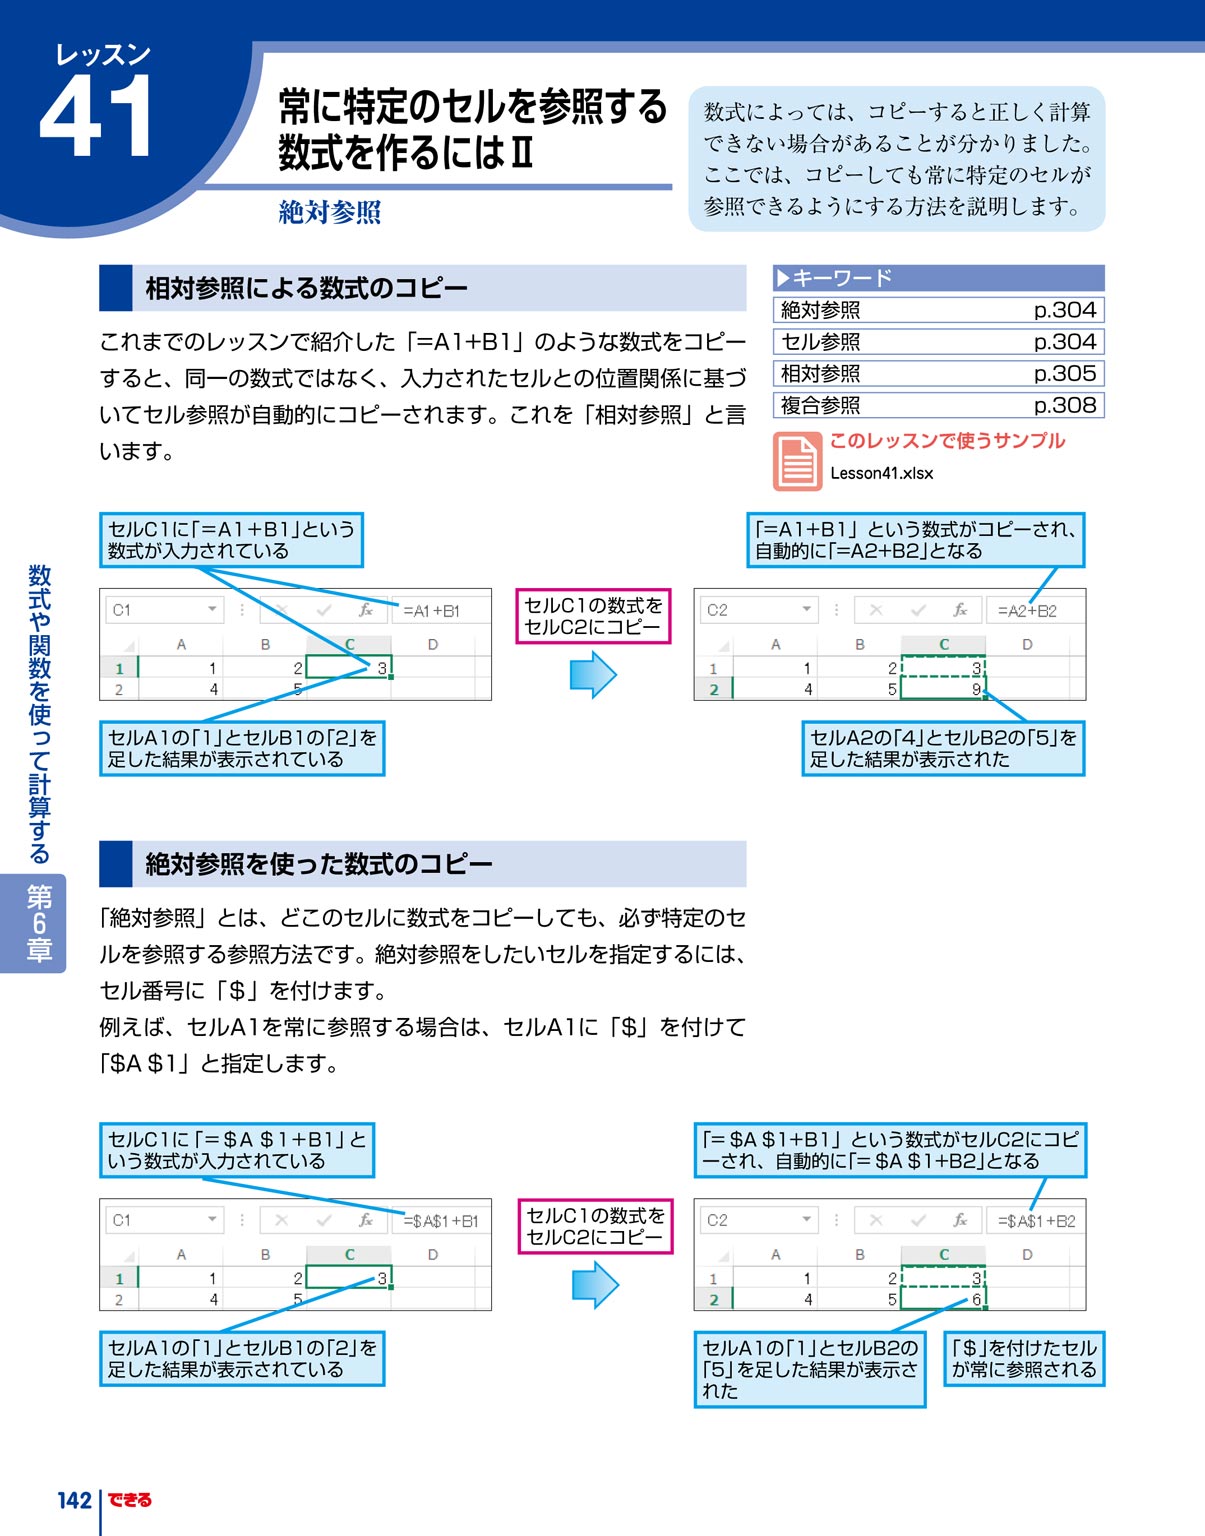 レッスン
41
常に特定のセルを参照する
数式を作るにはⅡ
絶対参照
数式によっては、コピーすると正しく計算
できない場合があることが分かりました。
ここでは、コピーしても常に特定のセルが
参照できるようにする方法を説明します。
相対参照による数式のコピー
これまでのレッスンで紹介した「=A1+B1」のような数式をコピー
すると、同一の数式ではなく、入力されたセルとの位置関係に基づ
いてセル参照が自動的にコピーされます。これを「相対参照」と言
います。
▶キーワード
絶対参照 p.304
セル参照 p.304
相対参照 p.305
複合参照 p.308
このレッスンで使うサンプル
Lesson41.xlsx
セルC1に「＝A1＋B1」という
数式が入力されている
C1 fx =A1+B1
A B C D
1 1 2 3
2 4 5
セルA1の「1」とセルB1の「2」を
足した結果が表示されている
セルC1の数式を
セルC2にコピー
「=A1+B1」という数式がコピーされ、
自動的に「=A2+B2」となる
C2 fx =A2+B2
A B C D
1 1 2 3
2 4 5 9
セルA2の「4」とセルB2の「5」を
足した結果が表示された
絶対参照を使った数式のコピー
「絶対参照」とは、どこのセルに数式をコピーしても、必ず特定のセ
ルを参照する参照方法です。絶対参照をしたいセルを指定するには、
セル番号に「＄」を付けます。
例えば、セルA1を常に参照する場合は、セルA1に「$」を付けて
「$A $1」と指定します。
セルC1に「＝$A $1＋B1」と
いう数式が入力されている
C1 fx =$A$1+B1
A B C D
1 1 2 3
2 4 5
セルA1の「1」とセルB1の「2」を
足した結果が表示されている
セルC1の数式を
セルC2にコピー
「= $A $1+B1」という数式がセルC2にコピ
ーされ、自動的に「= $A $1+B2」となる
C2 fx =$A$1+B2
A B C D
1 1 2 3
2 4 5 6
セルA1の「1」とセルB2の
「5」を足した結果が表示さ
れた
「$」を付けたセル
が常に参照される
数式や関数を使って計算する
第6章
142 できる